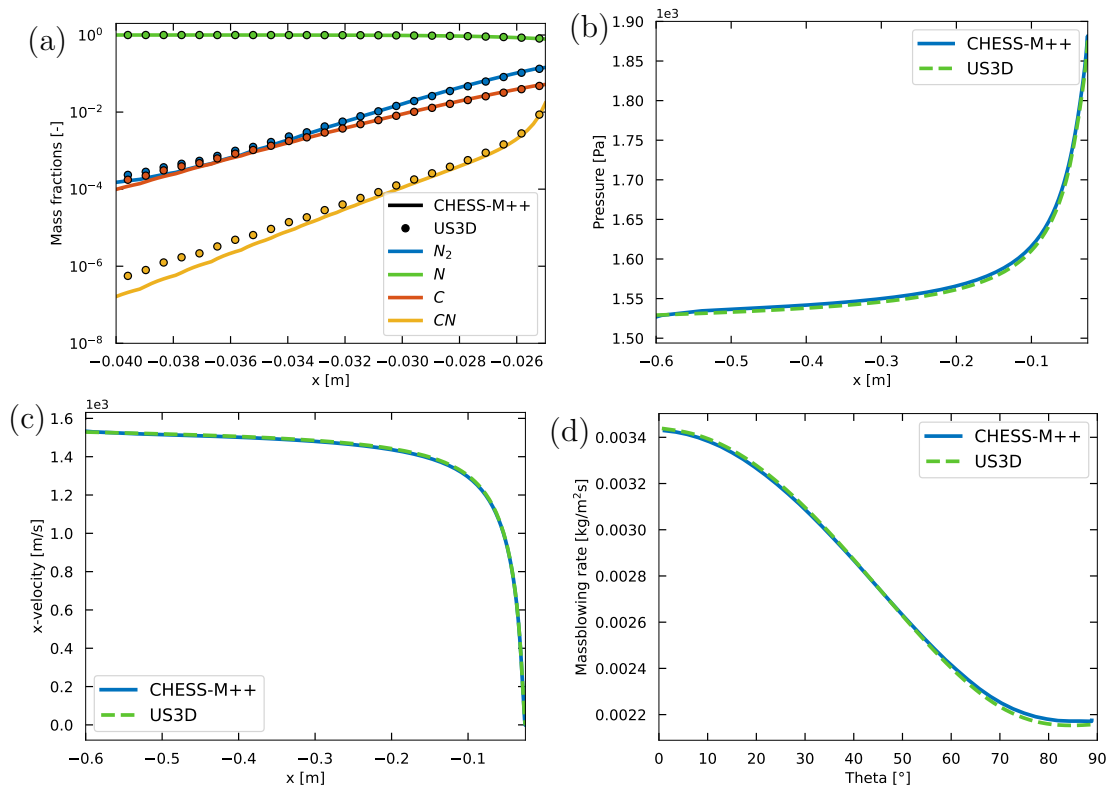 (a)
Mass fractions [-]
10⁰
10⁻²
10⁻⁴
10⁻⁶
10⁻⁸
CHESS-M++
US3D
N₂
N
C
CN
−0.040 −0.038 −0.036 −0.034 −0.032 −0.030 −0.028 −0.026
x [m]
(b)
1e3
Pressure [Pa]
1.90
1.85
1.80
1.75
1.70
1.65
1.60
1.55
1.50
CHESS-M++
US3D
−0.6 −0.5 −0.4 −0.3 −0.2 −0.1
x [m]
(c)
1e3
x-velocity [m/s]
1.6
1.4
1.2
1.0
0.8
0.6
0.4
0.2
0.0
CHESS-M++
US3D
−0.6 −0.5 −0.4 −0.3 −0.2 −0.1
x [m]
(d)
Massblowing rate [kg/m²s]
0.0034
0.0032
0.0030
0.0028
0.0026
0.0024
0.0022
CHESS-M++
US3D
0 10 20 30 40 50 60 70 80 90
Theta [°]